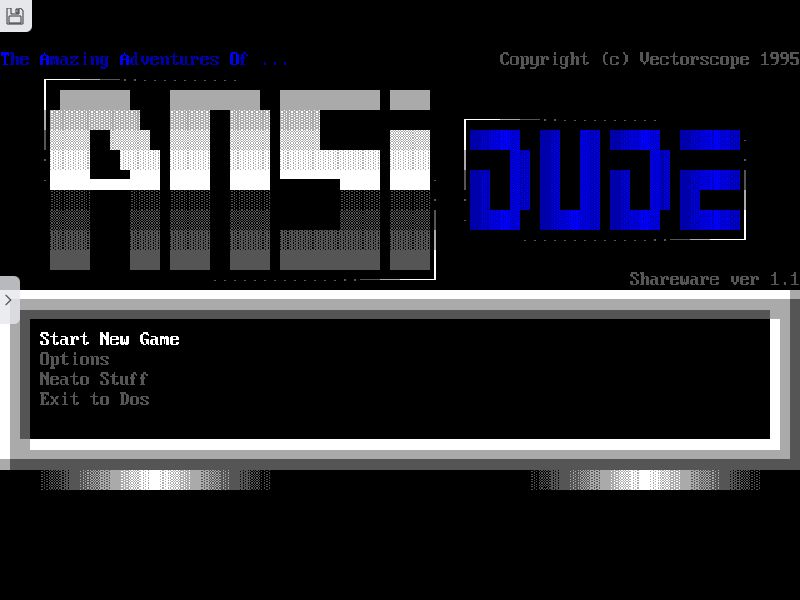 The Amazing Adventures Of ...
Copyright (c) Vectorscope 1995
ANSi
DUDE
Shareware ver 1.1
Start New Game
Options
Neato Stuff
Exit to Dos